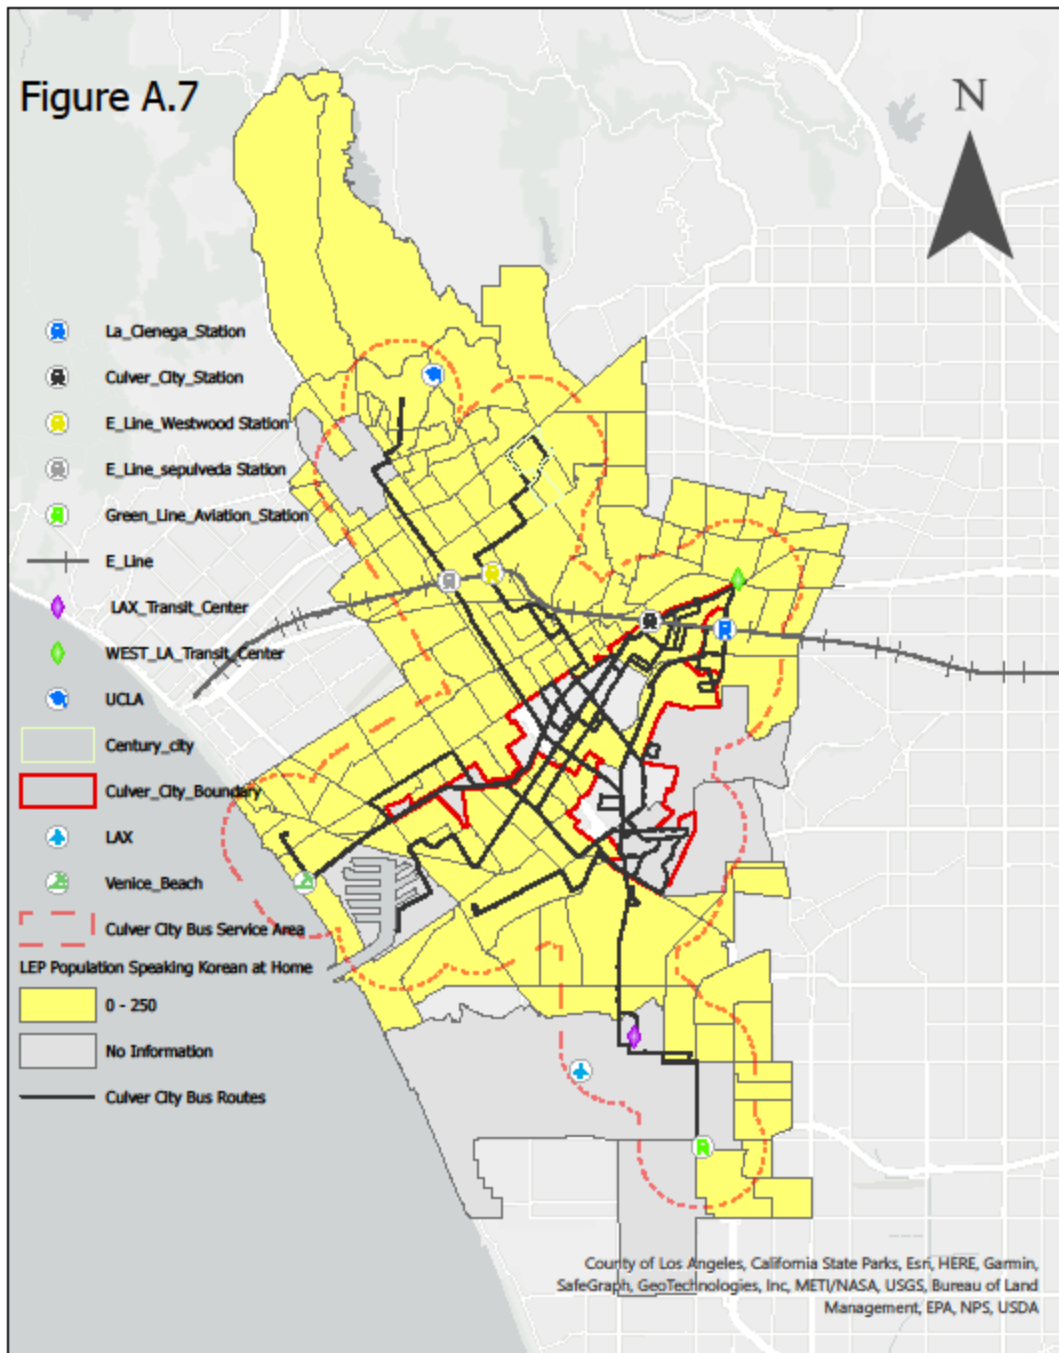 Figure A.7
N
La_Cienega_Station
Culver_City_Station
E_Line_Westwood Station
E_Line_sepulveda Station
Green_Line_Aviation_Station
E_Line
LAX_Transit_Center
WEST_LA_Transit_Center
UCLA
Century_city
Culver_City_Boundary
LAX
Venice_Beach
Culver City Bus Service Area
LEP Population Speaking Korean at Home
0 - 250
No Information
Culver City Bus Routes
County of Los Angeles, California State Parks, Esri, HERE, Garmin,
SafeGraph, GeoTechnologies, Inc, METI/NASA, USGS, Bureau of Land
Management, EPA, NPS, USDA